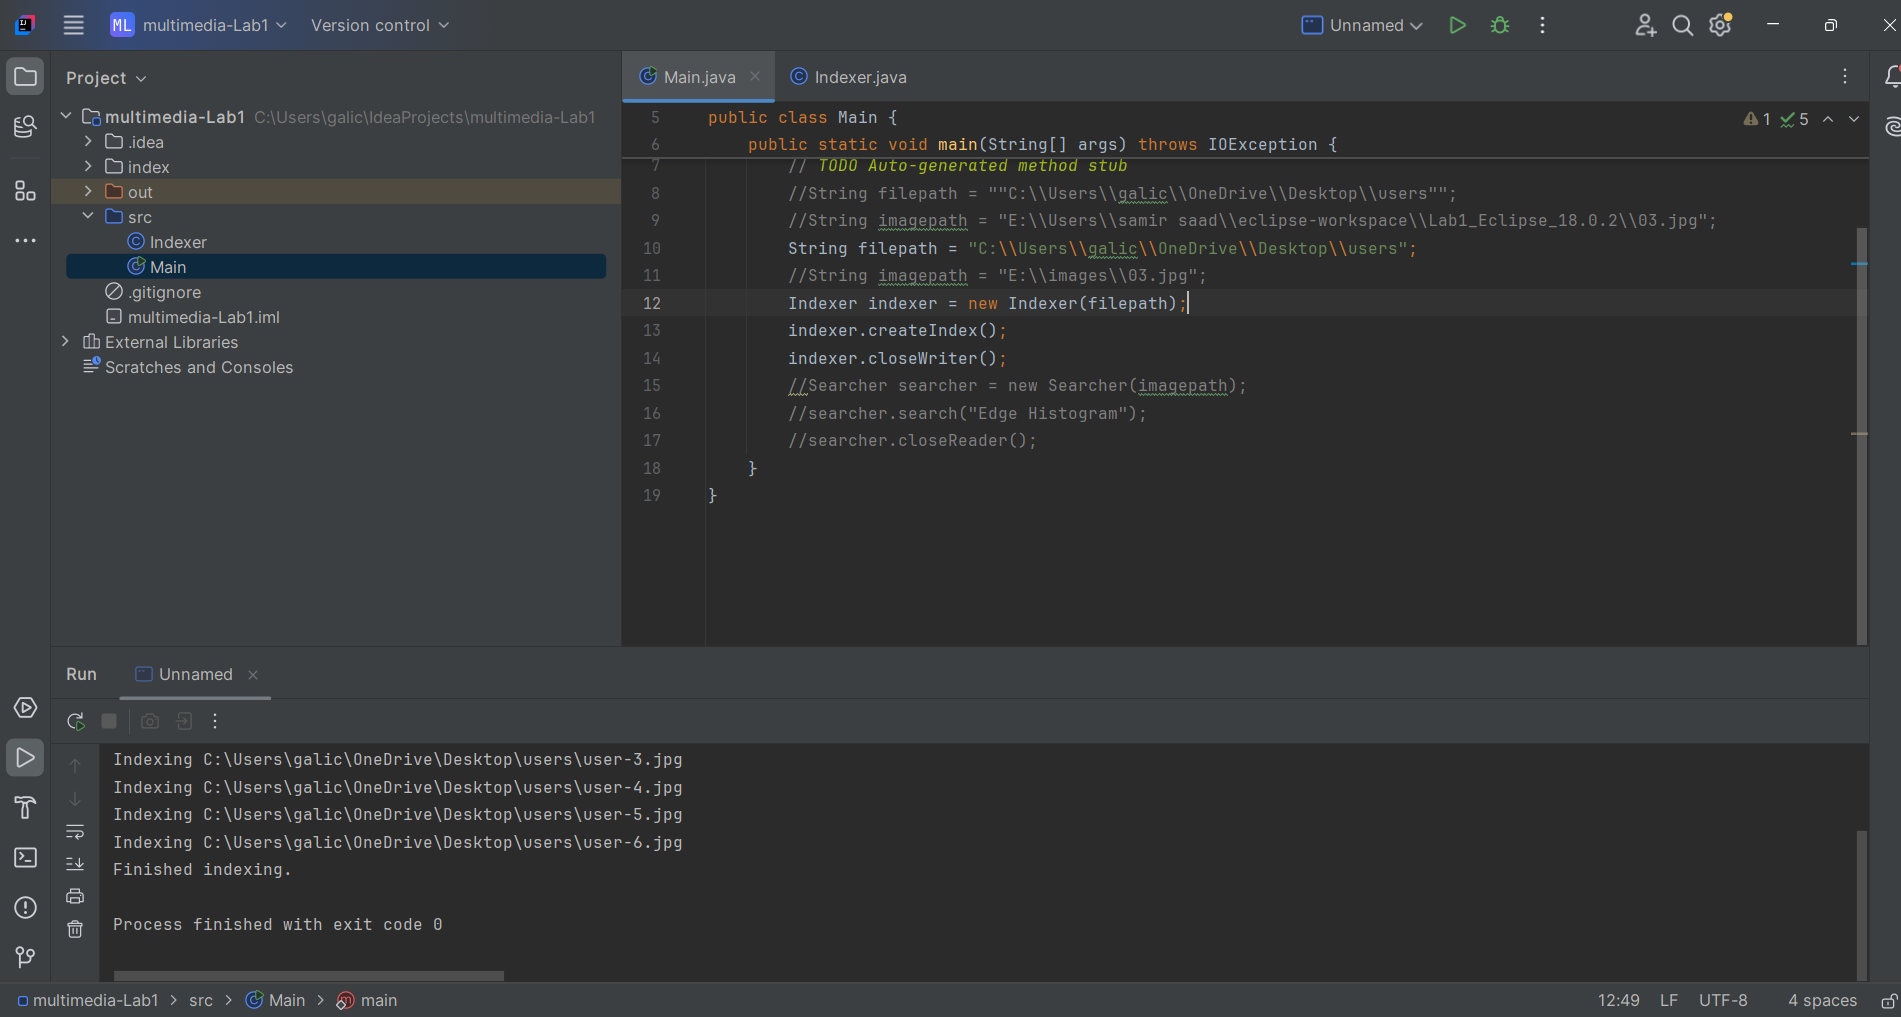 ML multimedia-Lab1 Version control Unnamed
Project
multimedia-Lab1 C:\Users\galic\IdeaProjects\multimedia-Lab1
.idea
index
out
src
Indexer
Main
.gitignore
multimedia-Lab1.iml
External Libraries
Scratches and Consoles
Main.java Indexer.java
1 5
5 public class Main {
6 public static void main(String[] args) throws IOException {
7 // TODO Auto-generated method stub
8 //String filepath = ""C:\\Users\\galic\\OneDrive\\Desktop\\users"";
9 //String imagepath = "E:\\Users\\samir saad\\eclipse-workspace\\Lab1_Eclipse_18.0.2\\03.jpg";
10 String filepath = "C:\\Users\\galic\\OneDrive\\Desktop\\users";
11 //String imagepath = "E:\\images\\03.jpg";
12 Indexer indexer = new Indexer(filepath);
13 indexer.createIndex();
14 indexer.closeWriter();
15 //Searcher searcher = new Searcher(imagepath);
16 //searcher.search("Edge Histogram");
17 //searcher.closeReader();
18 }
19 }
Run Unnamed
Indexing C:\Users\galic\OneDrive\Desktop\users\user-3.jpg
Indexing C:\Users\galic\OneDrive\Desktop\users\user-4.jpg
Indexing C:\Users\galic\OneDrive\Desktop\users\user-5.jpg
Indexing C:\Users\galic\OneDrive\Desktop\users\user-6.jpg
Finished indexing.
Process finished with exit code 0
multimedia-Lab1 > src > Main > main
12:49 LF UTF-8 4 spaces